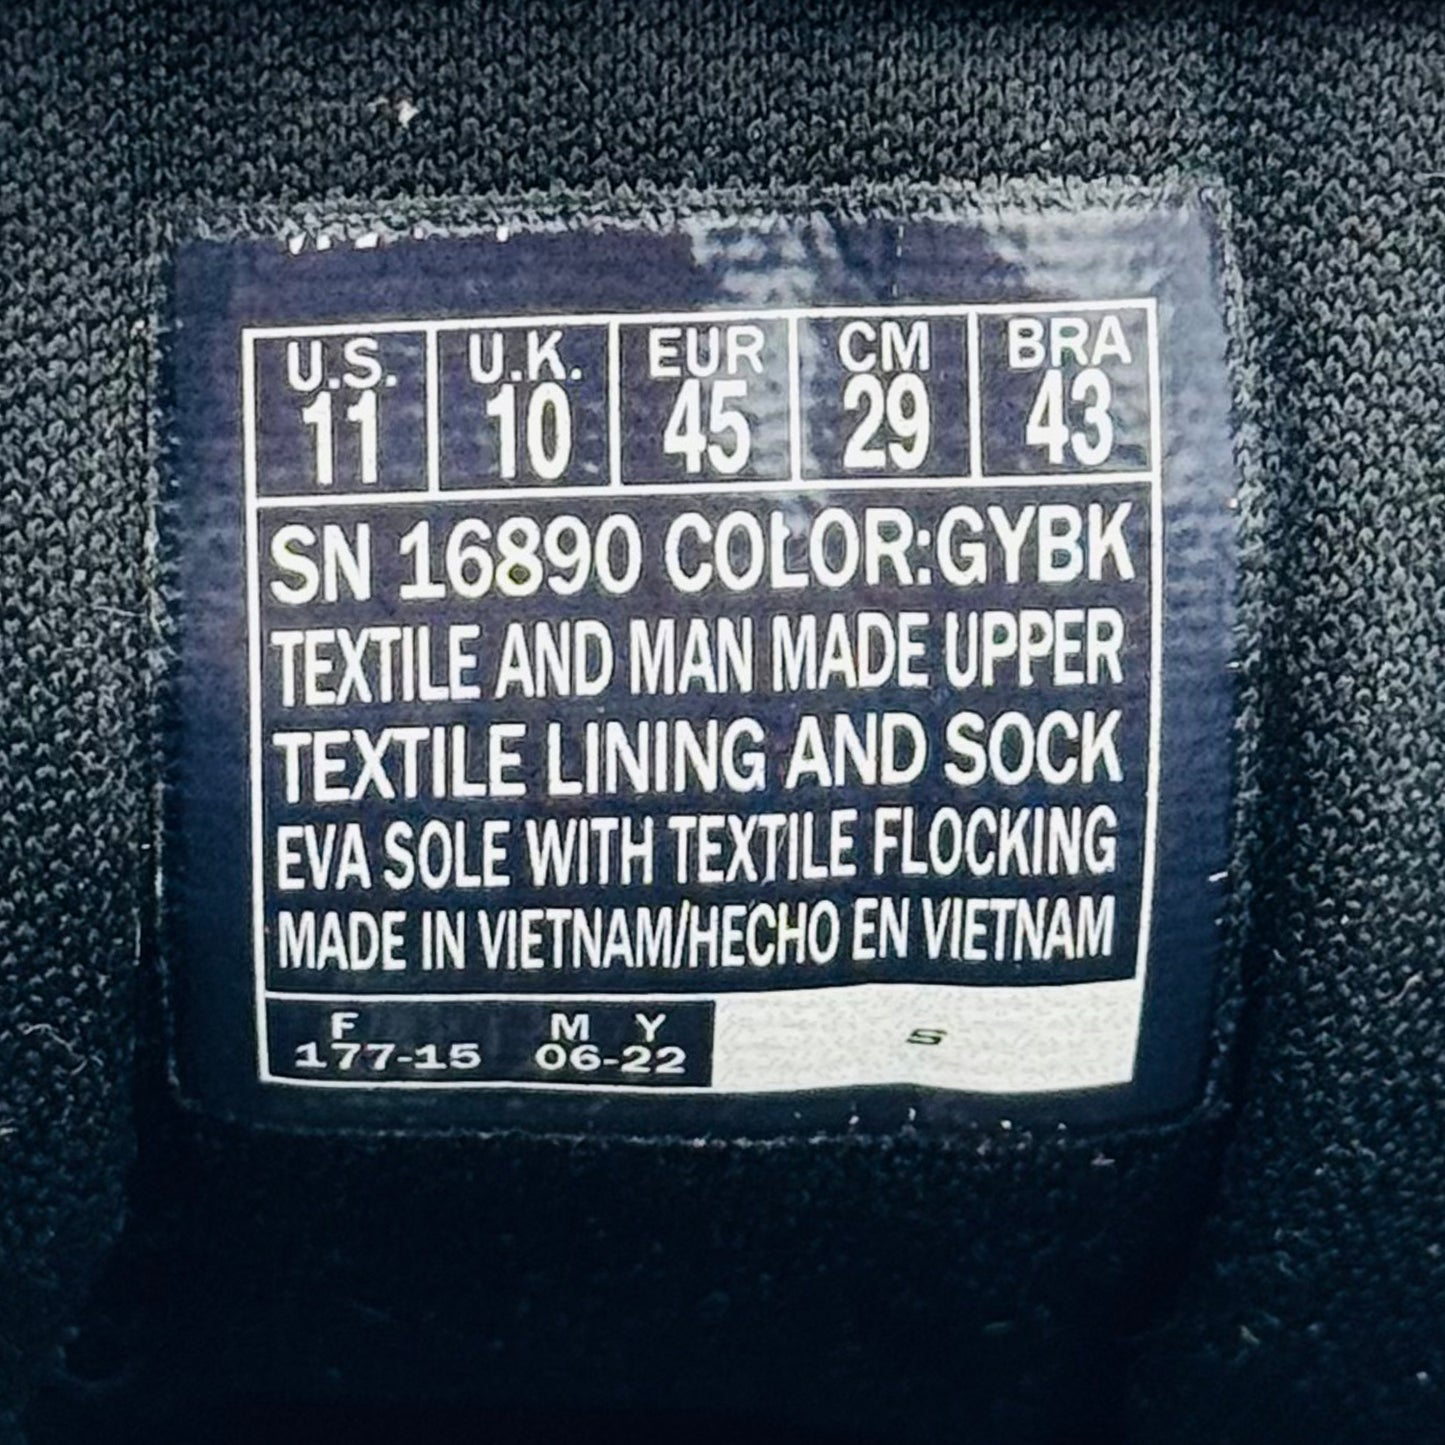 U.S. U.K. EUR CM BRA
11 10 45 29 43
SN 16890 COLOR:GYBK
TEXTILE AND MAN MADE UPPER
TEXTILE LINING AND SOCK
EVA SOLE WITH TEXTILE FLOCKING
MADE IN VIETNAM/HECHO EN VIETNAM
F M Y
177-15 06-22
S